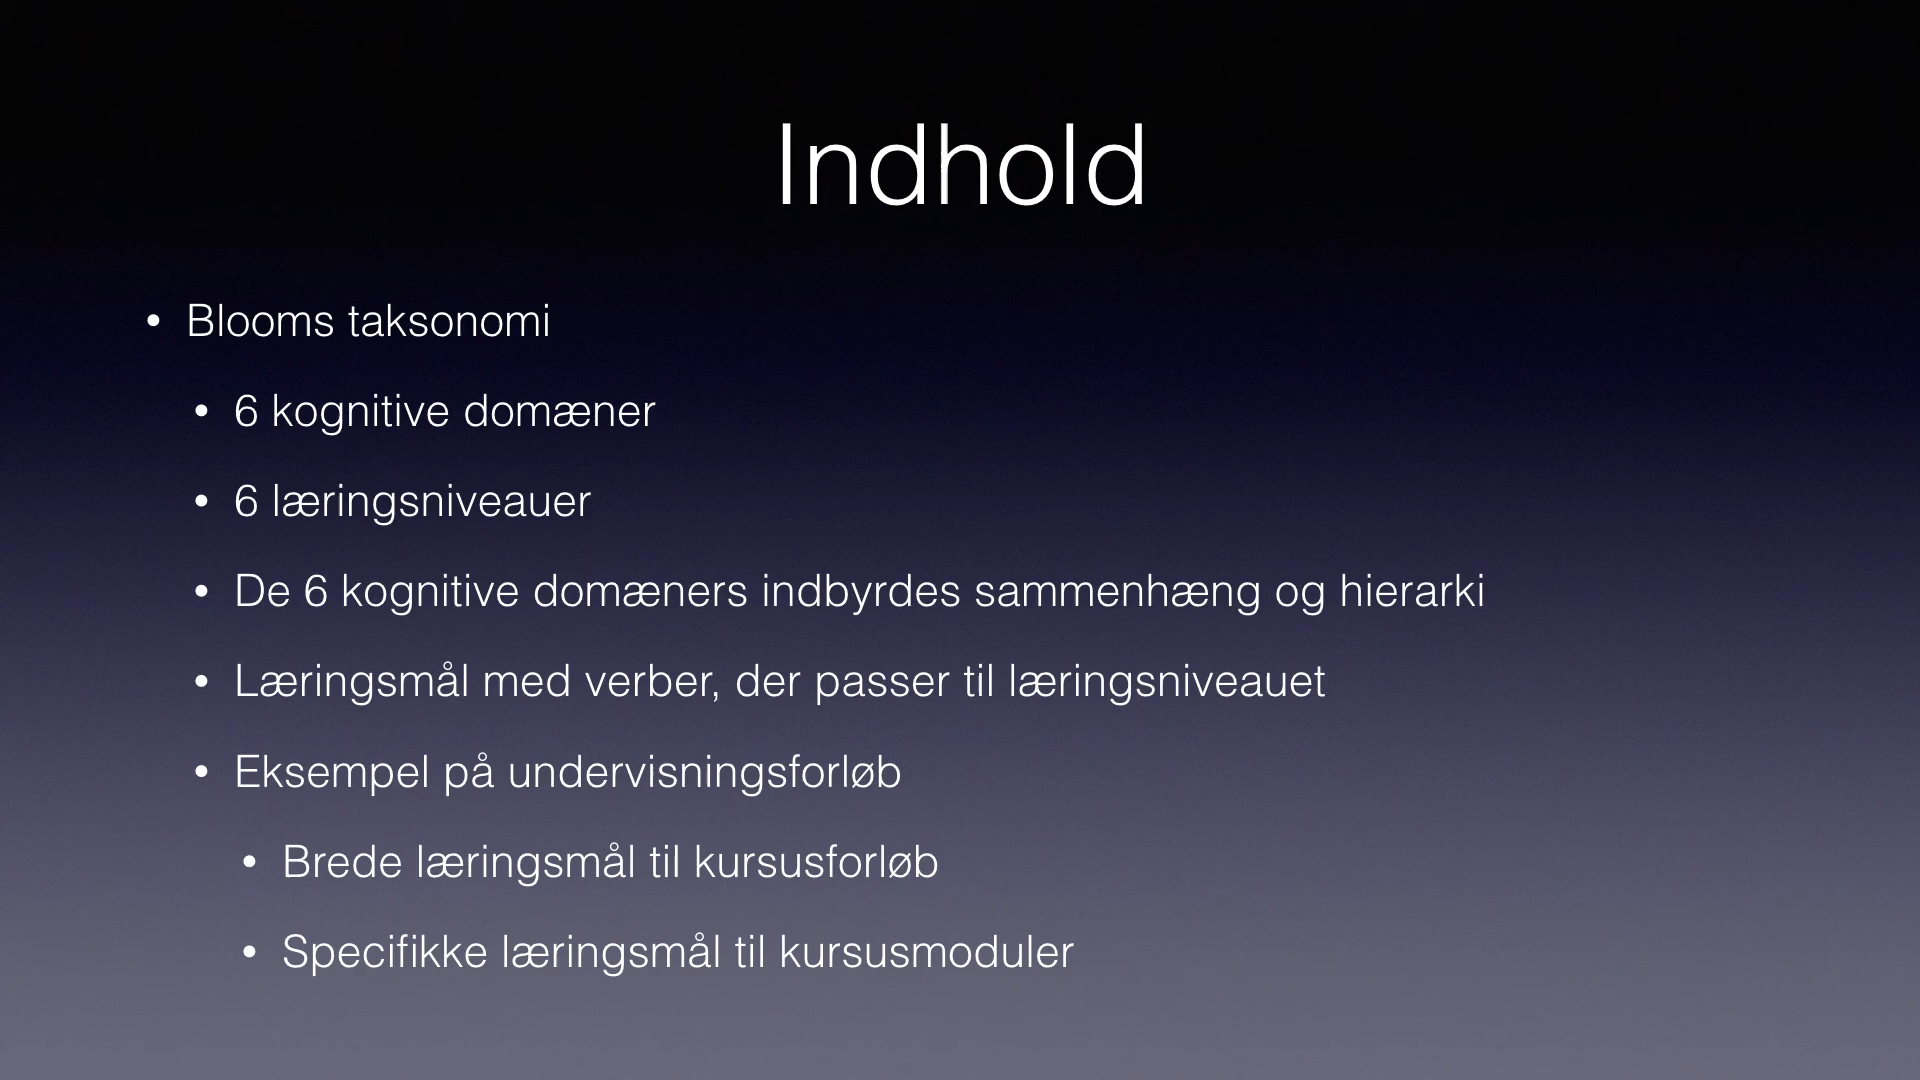 Indhold
• Blooms taksonomi
• 6 kognitive domæner
• 6 læringsniveauer
• De 6 kognitive domæners indbyrdes sammenhæng og hierarki
• Læringsmål med verber, der passer til læringsniveauet
• Eksempel på undervisningsforløb
• Brede læringsmål til kursusforløb
• Specifikke læringsmål til kursusmoduler